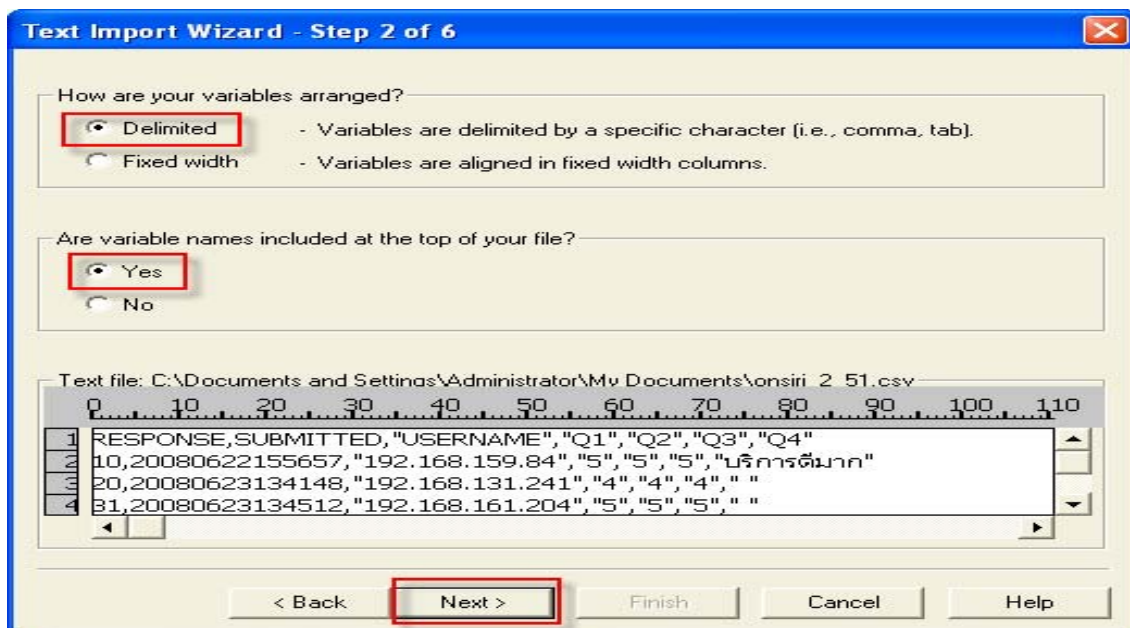 Text Import Wizard - Step 2 of 6
How are your variables arranged?
Delimited - Variables are delimited by a specific character (i.e., comma, tab).
Fixed width - Variables are aligned in fixed width columns.
Are variable names included at the top of your file?
Yes
No
Text file: C:\Documents and Settings\Administrator\My Documents\onsiri_2_51.csv
0 10 20 30 40 50 60 70 80 90 100 110
1 RESPONSE,SUBMITTED,"USERNAME","Q1","Q2","Q3","Q4"
2 10,20080622155657,"192.168.159.84","5","5","5","บริการดีมาก"
3 20,20080623134148,"192.168.131.241","4","4","4"," "
4 31,20080623134512,"192.168.161.204","5","5","5"," "
< Back Next > Finish Cancel Help